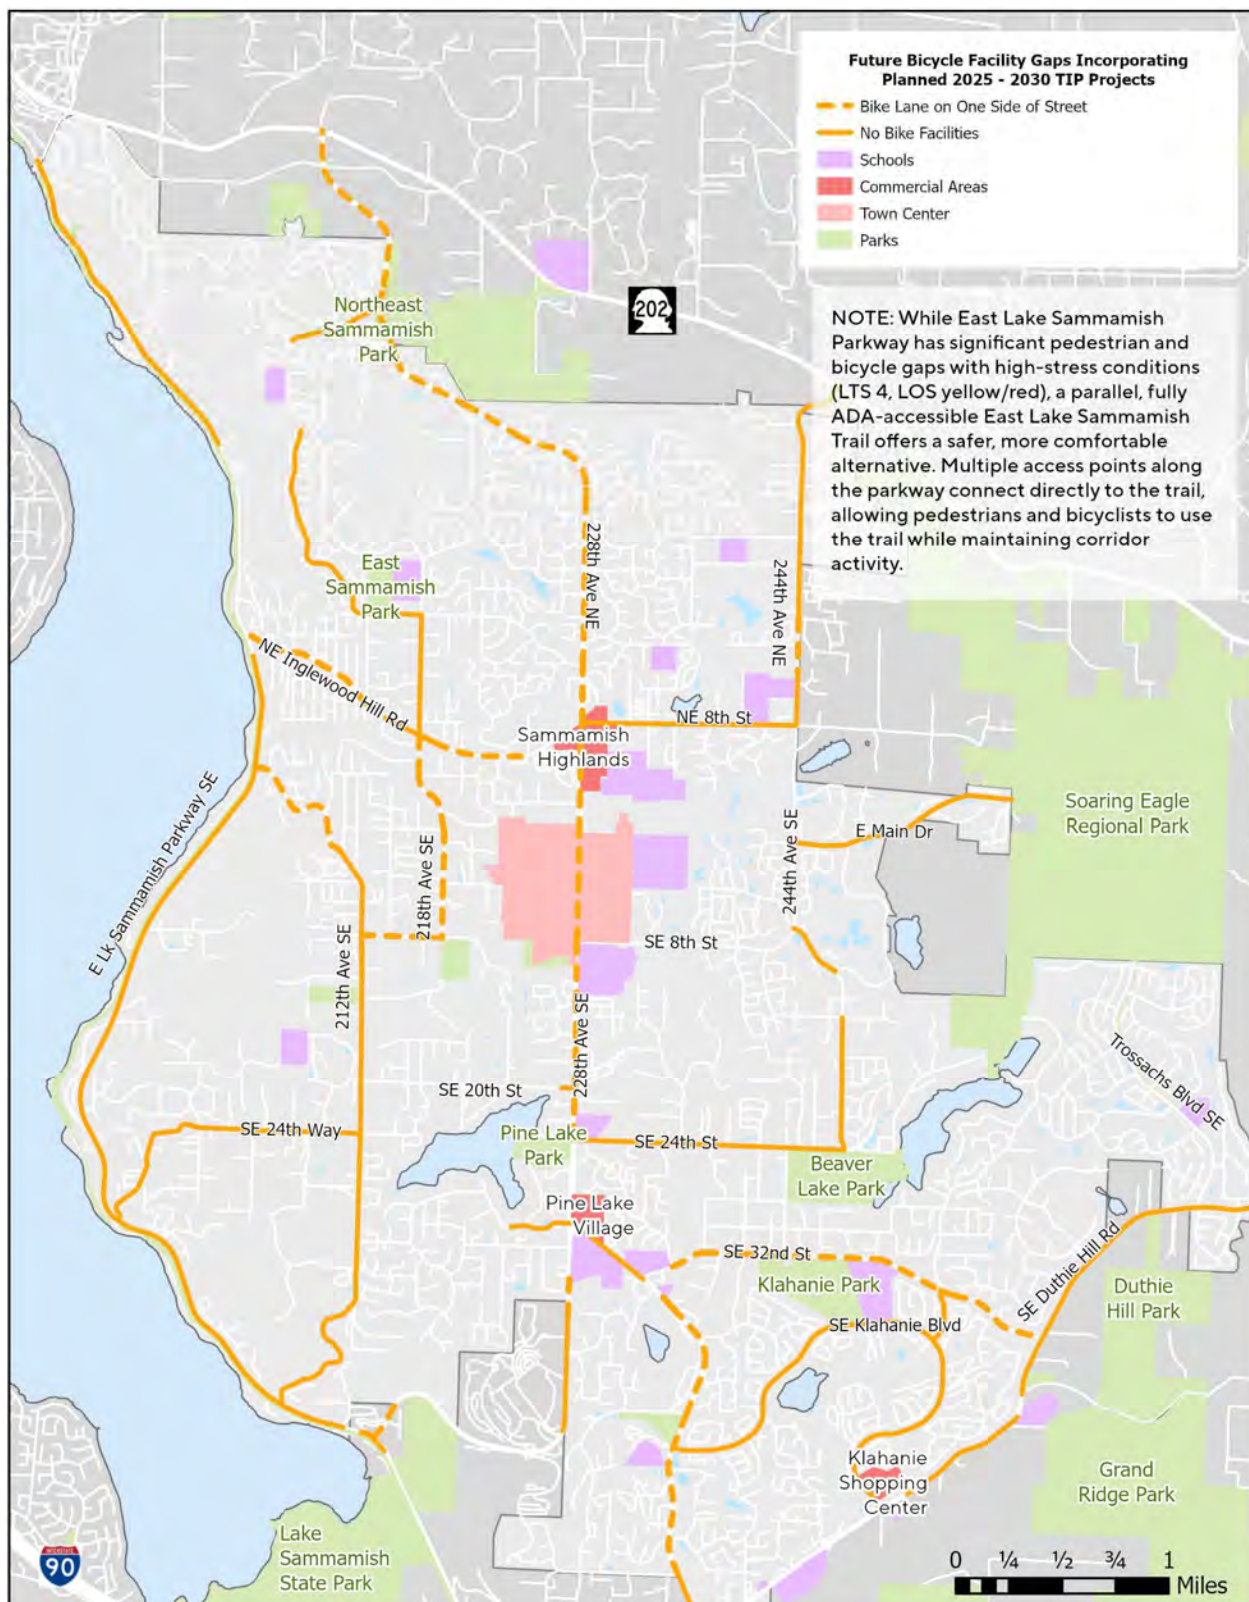 Future Bicycle Facility Gaps Incorporating
Planned 2025 - 2030 TIP Projects
Bike Lane on One Side of Street
No Bike Facilities
Schools
Commercial Areas
Town Center
Parks
NOTE: While East Lake Sammamish
Parkway has significant pedestrian and
bicycle gaps with high-stress conditions
(LTS 4, LOS yellow/red), a parallel, fully
ADA-accessible East Lake Sammamish
Trail offers a safer, more comfortable
alternative. Multiple access points along
the parkway connect directly to the trail,
allowing pedestrians and bicyclists to use
the trail while maintaining corridor
activity.
202
Northeast
Sammamish
Park
East
Sammamish
Park
228th Ave NE
244th Ave NE
NE Inglewood Hill Rd
NE 8th St
Sammamish
Highlands
Soaring Eagle
Regional Park
E Main Dr
244th Ave SE
E Lk Sammamish Parkway SE
218th Ave SE
212th Ave SE
SE 8th St
228th Ave SE
SE 20th St
Trossachs Blvd SE
SE 24th Way
Pine Lake
Park
SE 24th St
Beaver
Lake Park
Pine Lake
Village
SE 32nd St
Klahanie Park
SE Duthie Hill Rd
Duthie
Hill Park
SE Klahanie Blvd
Klahanie
Shopping
Center
Grand
Ridge Park
Lake
Sammamish
State Park
INTERSTATE
90
0 ¼ ½ ¾ 1
Miles